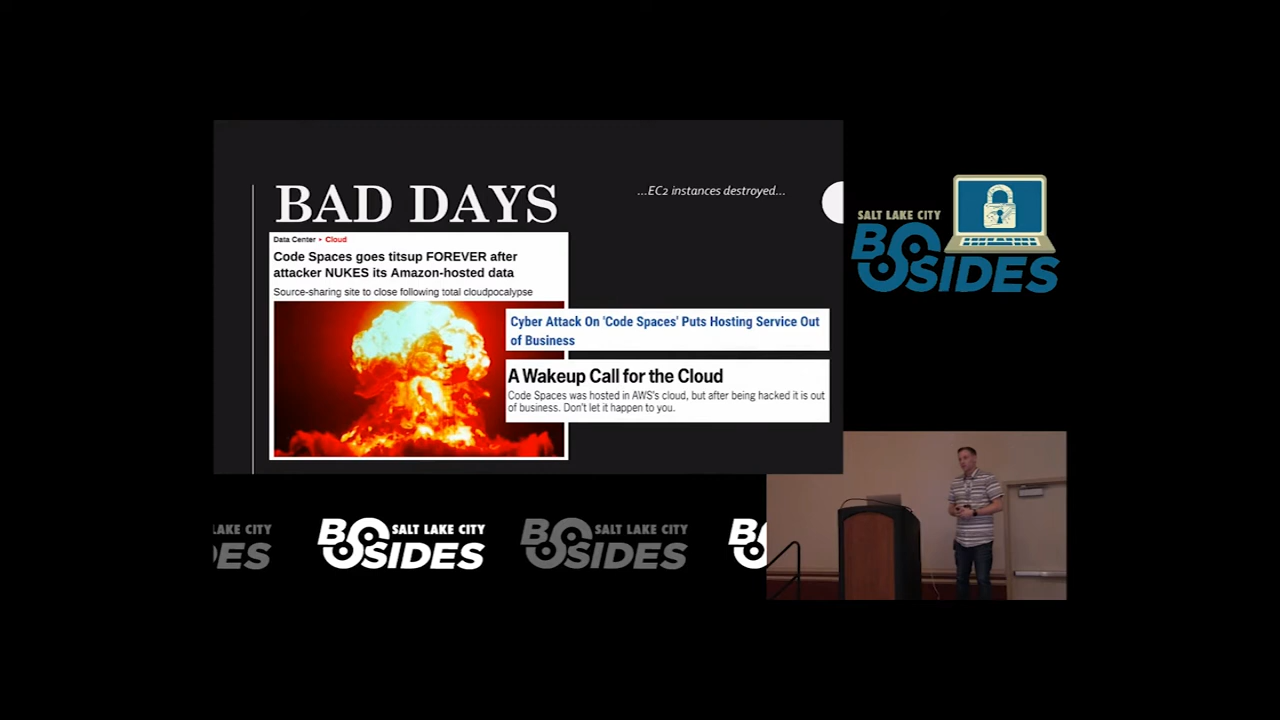 BAD DAYS
...EC2 instances destroyed...
Data Center ▸ Cloud
Code Spaces goes titsup FOREVER after
attacker NUKES its Amazon-hosted data
Source-sharing site to close following total cloudpocalypse
Cyber Attack On 'Code Spaces' Puts Hosting Service Out
of Business
A Wakeup Call for the Cloud
Code Spaces was hosted in AWS's cloud, but after being hacked it is out
of business. Don't let it happen to you.
SALT LAKE CITY
BSIDES
LAKE CITY
DES
SALT LAKE CITY
BSIDES
SALT LAKE CITY
BSIDES
B